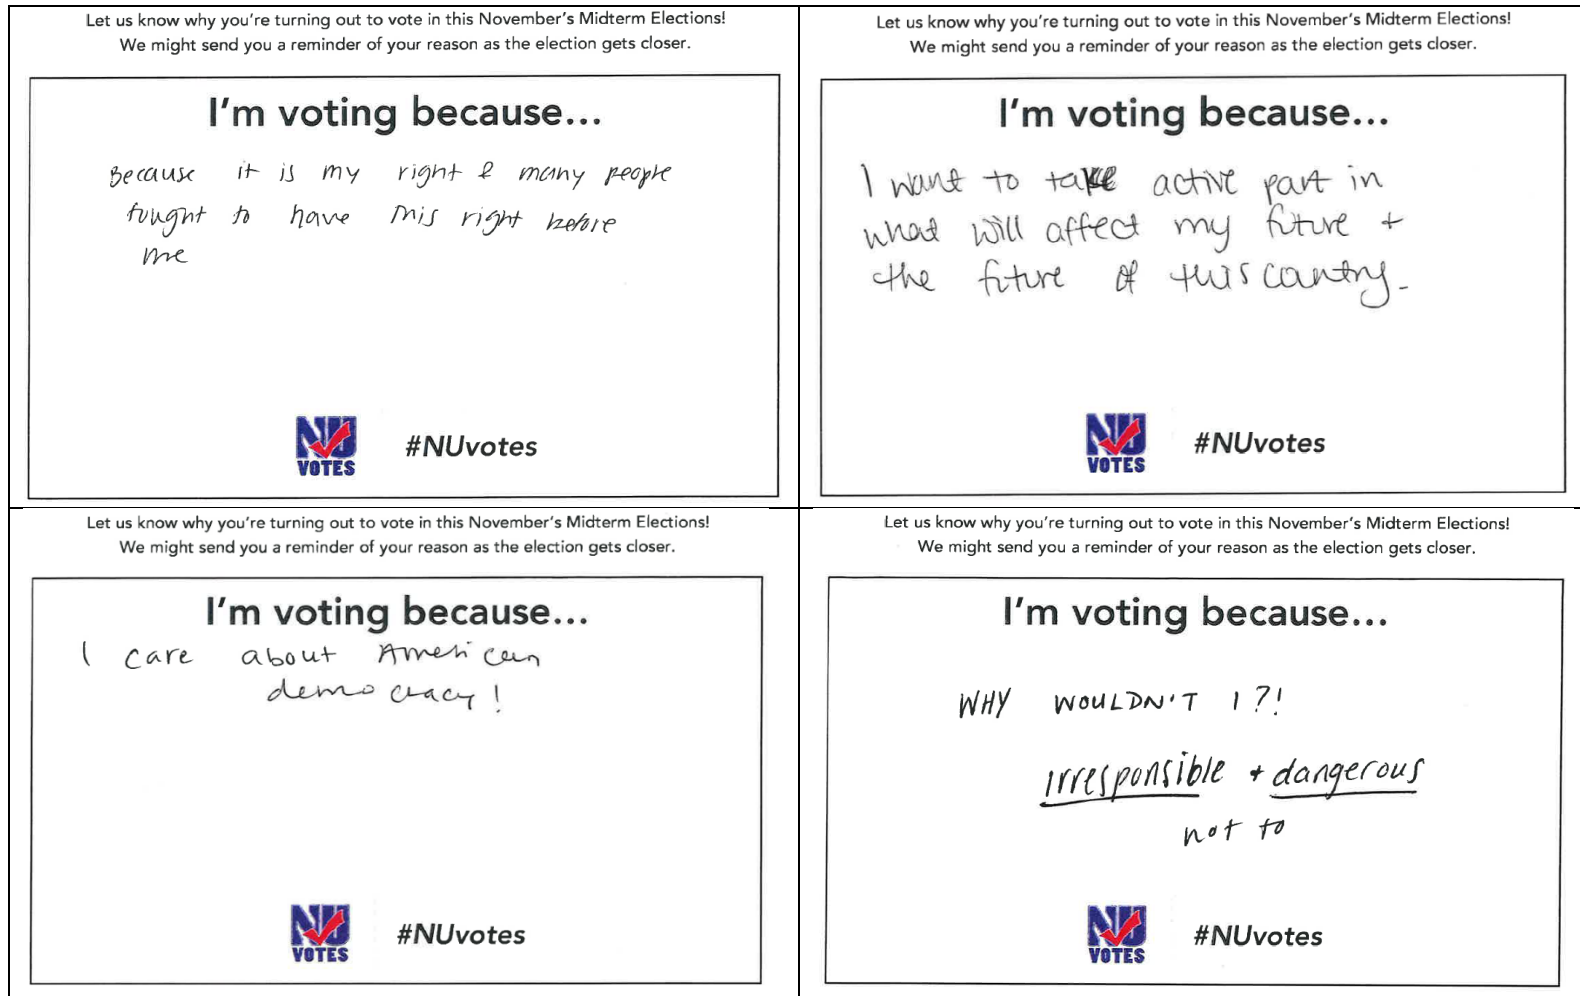 Let us know why you're turning out to vote in this November's Midterm Elections!
We might send you a reminder of your reason as the election gets closer.
I'm voting because...
Because it is my right & many people
fought to have this right before
me
NU
VOTES
#NUvotes
Let us know why you're turning out to vote in this November's Midterm Elections!
We might send you a reminder of your reason as the election gets closer.
I'm voting because...
I want to take active part in
what will affect my future +
the future of this country.
NU
VOTES
#NUvotes
Let us know why you're turning out to vote in this November's Midterm Elections!
We might send you a reminder of your reason as the election gets closer.
I'm voting because...
I care about American
democracy!
NU
VOTES
#NUvotes
Let us know why you're turning out to vote in this November's Midterm Elections!
We might send you a reminder of your reason as the election gets closer.
I'm voting because...
WHY WOULDN'T I?!
irresponsible + dangerous
not to
NU
VOTES
#NUvotes